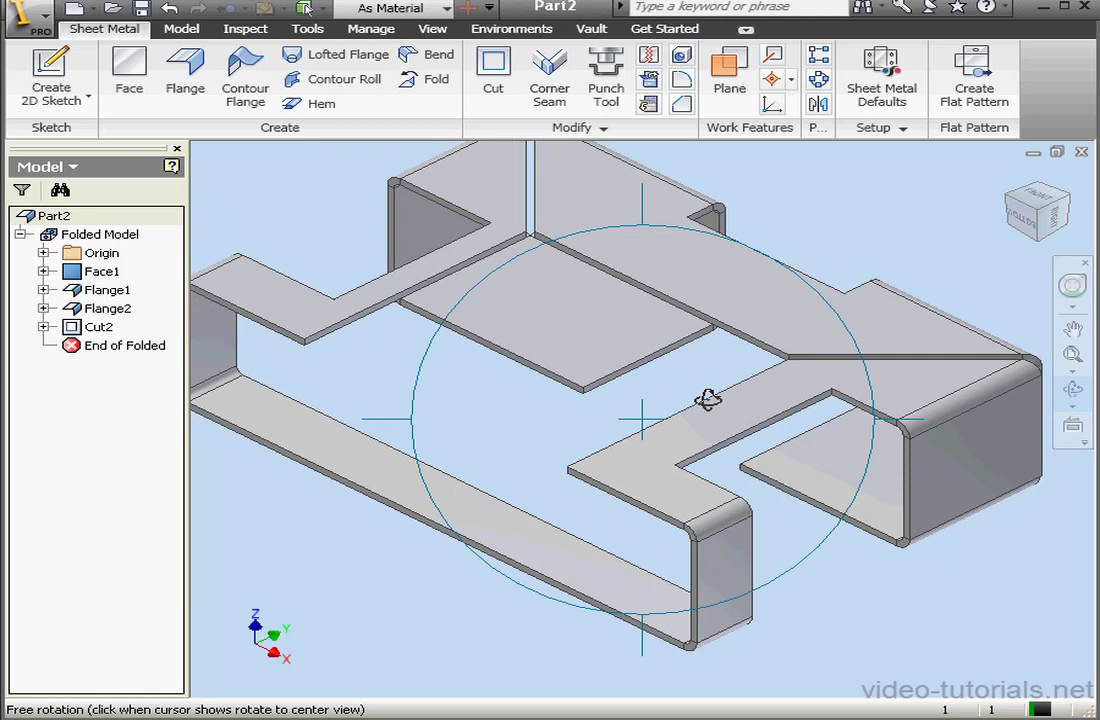 As Material
Part2
Type a keyword or phrase
PRO
Sheet Metal
Model
Inspect
Tools
Manage
View
Environments
Vault
Get Started
Create
2D Sketch
Face
Flange
Contour
Flange
Lofted Flange
Contour Roll
Hem
Bend
Fold
Cut
Corner
Seam
Punch
Tool
Plane
Sheet Metal
Defaults
Create
Flat Pattern
Sketch
Create
Modify
Work Features
P...
Setup
Flat Pattern
Model
Part2
Folded Model
Origin
Face1
Flange1
Flange2
Cut2
End of Folded
FRONT
RIGHT
BOTTOM
Z
Y
X
video-tutorials.net
Free rotation (click when cursor shows rotate to center view)
1
1